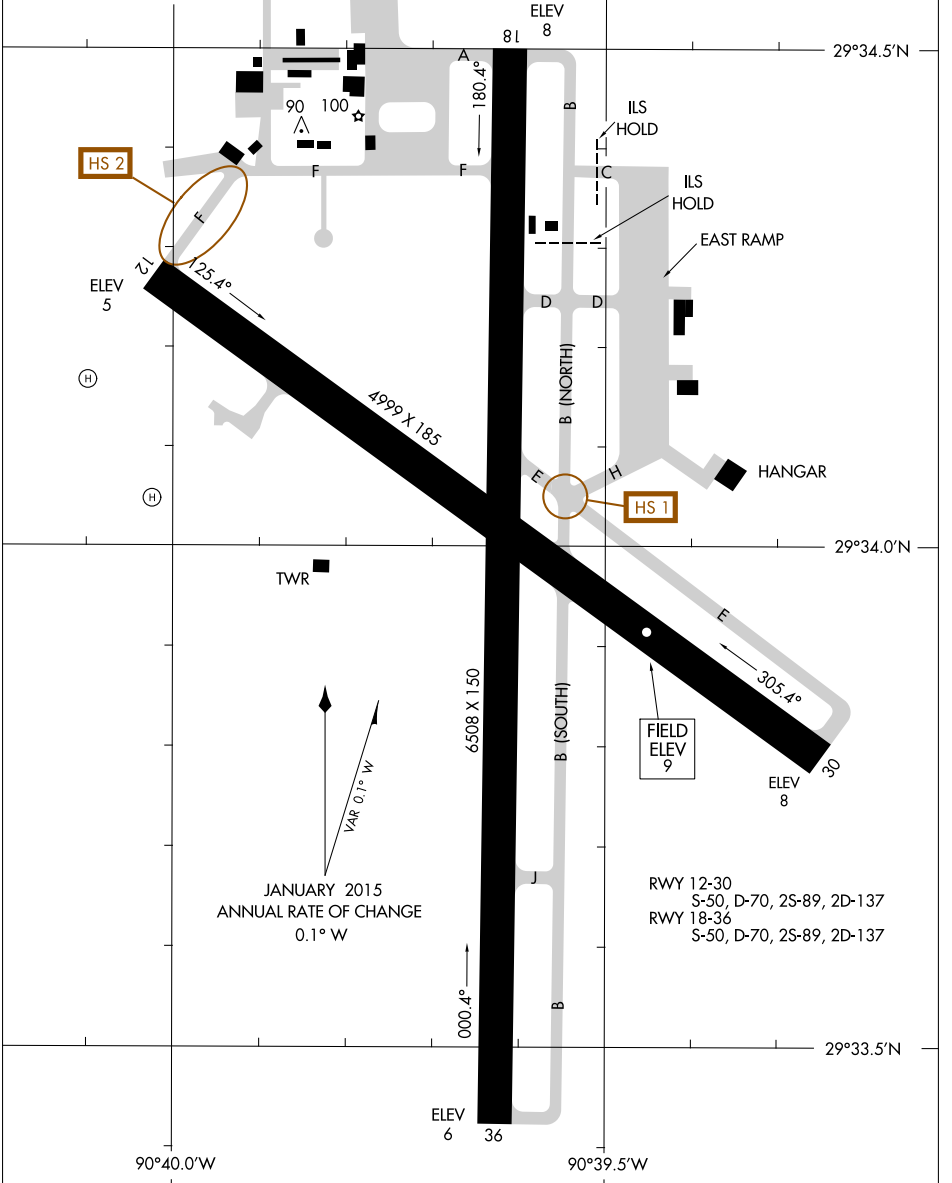 ELEV
8
18
29°34.5'N
A
180.4°
B
90
100
ILS
HOLD
HS 2
F
F
C
ILS
HOLD
F
EAST RAMP
12
125.4°
ELEV
5
D
D
H
4999 X 185
B (NORTH)
E
H
HANGAR
H
HS 1
29°34.0'N
TWR
E
6508 X 150
B (SOUTH)
305.4°
FIELD
ELEV
9
30
ELEV
8
VAR 0.1° W
J
JANUARY 2015
ANNUAL RATE OF CHANGE
0.1° W
RWY 12-30
S-50, D-70, 2S-89, 2D-137
RWY 18-36
S-50, D-70, 2S-89, 2D-137
000.4°
B
29°33.5'N
ELEV
6
36
90°40.0'W
90°39.5'W